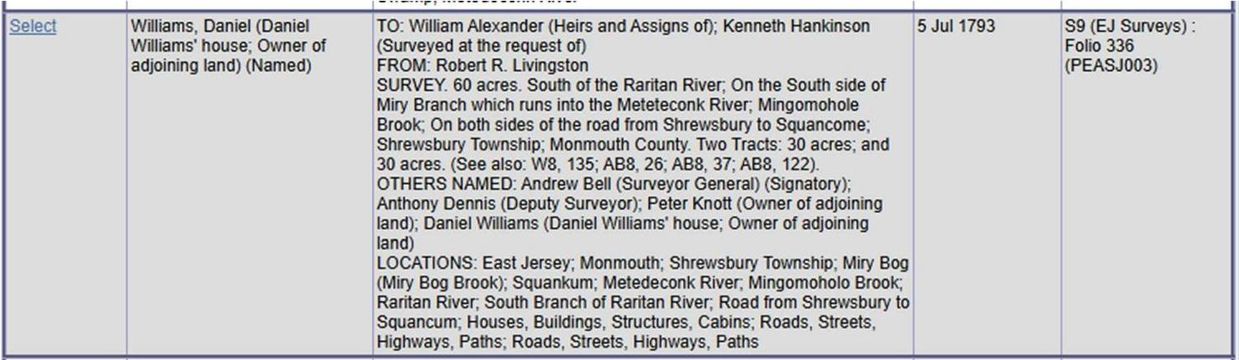 Select
Williams, Daniel (Daniel
Williams' house; Owner of
adjoining land) (Named)
TO: William Alexander (Heirs and Assigns of); Kenneth Hankinson
(Surveyed at the request of)
FROM: Robert R. Livingston
SURVEY. 60 acres. South of the Raritan River; On the South side of
Miry Branch which runs into the Meteteconk River; Mingomohole
Brook; On both sides of the road from Shrewsbury to Squancome;
Shrewsbury Township; Monmouth County. Two Tracts: 30 acres; and
30 acres. (See also: W8, 135; AB8, 26; AB8, 37; AB8, 122).
OTHERS NAMED: Andrew Bell (Surveyor General) (Signatory);
Anthony Dennis (Deputy Surveyor); Peter Knott (Owner of adjoining
land); Daniel Williams (Daniel Williams' house; Owner of adjoining
land)
LOCATIONS: East Jersey; Monmouth; Shrewsbury Township; Miry Bog
(Miry Bog Brook); Squankum; Metedeconk River; Mingomoholo Brook;
Raritan River; South Branch of Raritan River; Road from Shrewsbury to
Squancum; Houses, Buildings, Structures, Cabins; Roads, Streets,
Highways, Paths; Roads, Streets, Highways, Paths
5 Jul 1793
S9 (EJ Surveys) :
Folio 336
(PEASJ003)